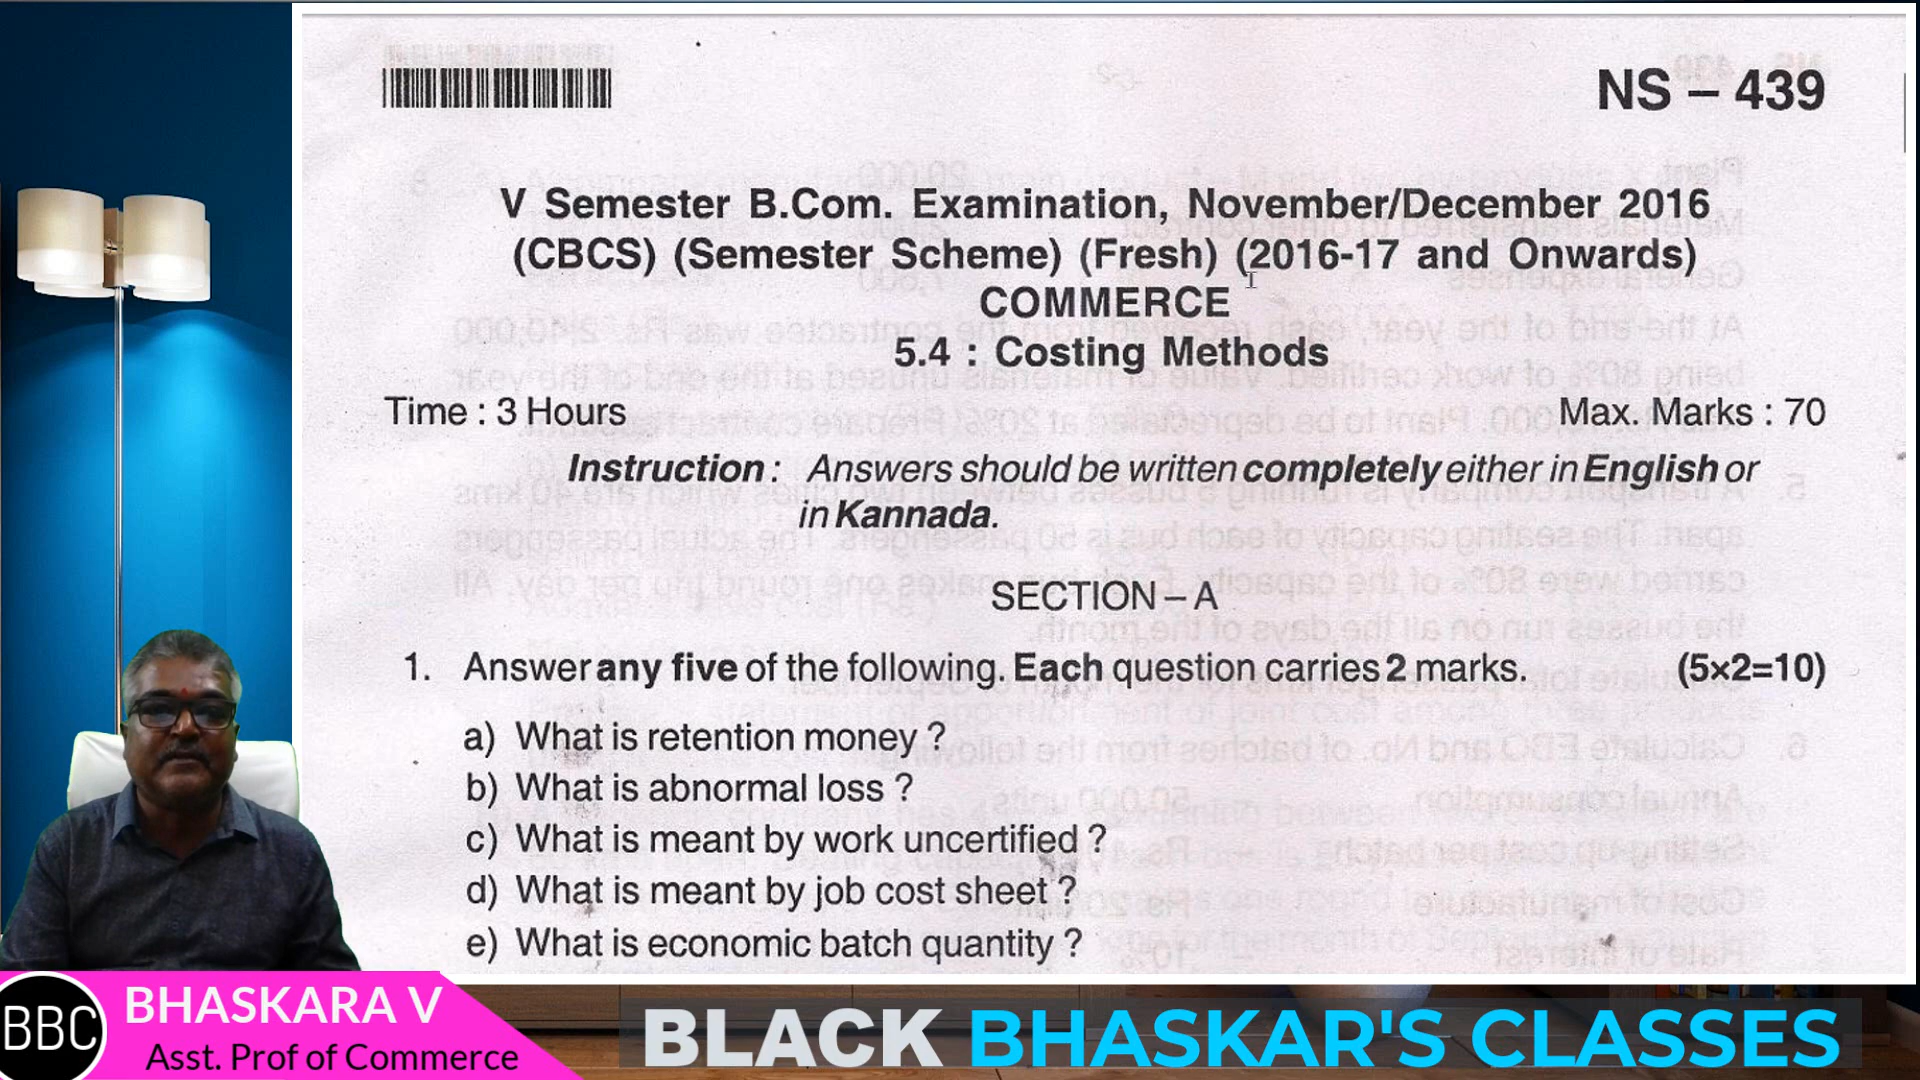 NS – 439
V Semester B.Com. Examination, November/December 2016
(CBCS) (Semester Scheme) (Fresh) (2016-17 and Onwards)
COMMERCE
5.4 : Costing Methods
Time : 3 Hours Max. Marks : 70
Instruction : Answers should be written completely either in English or
in Kannada.
SECTION – A
1. Answer any five of the following. Each question carries 2 marks. (5×2=10)
a) What is retention money ?
b) What is abnormal loss ?
c) What is meant by work uncertified ?
d) What is meant by job cost sheet ?
e) What is economic batch quantity ?
BBC
BHASKARA V
Asst. Prof of Commerce
BLACK BHASKAR'S CLASSES